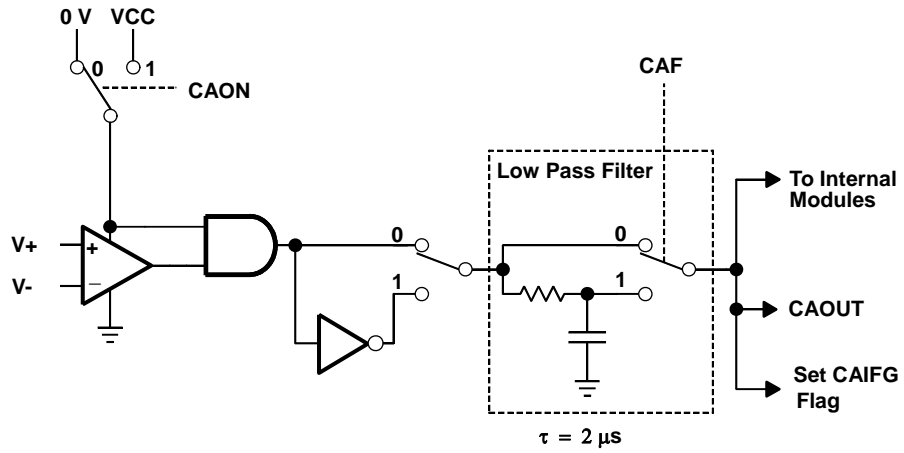 0 V VCC
0 1
CAON
CAF
Low Pass Filter
To Internal
Modules
V+
+
0
0
V-
−
1
1
CAOUT
Set CAIFG
Flag
τ = 2 μs